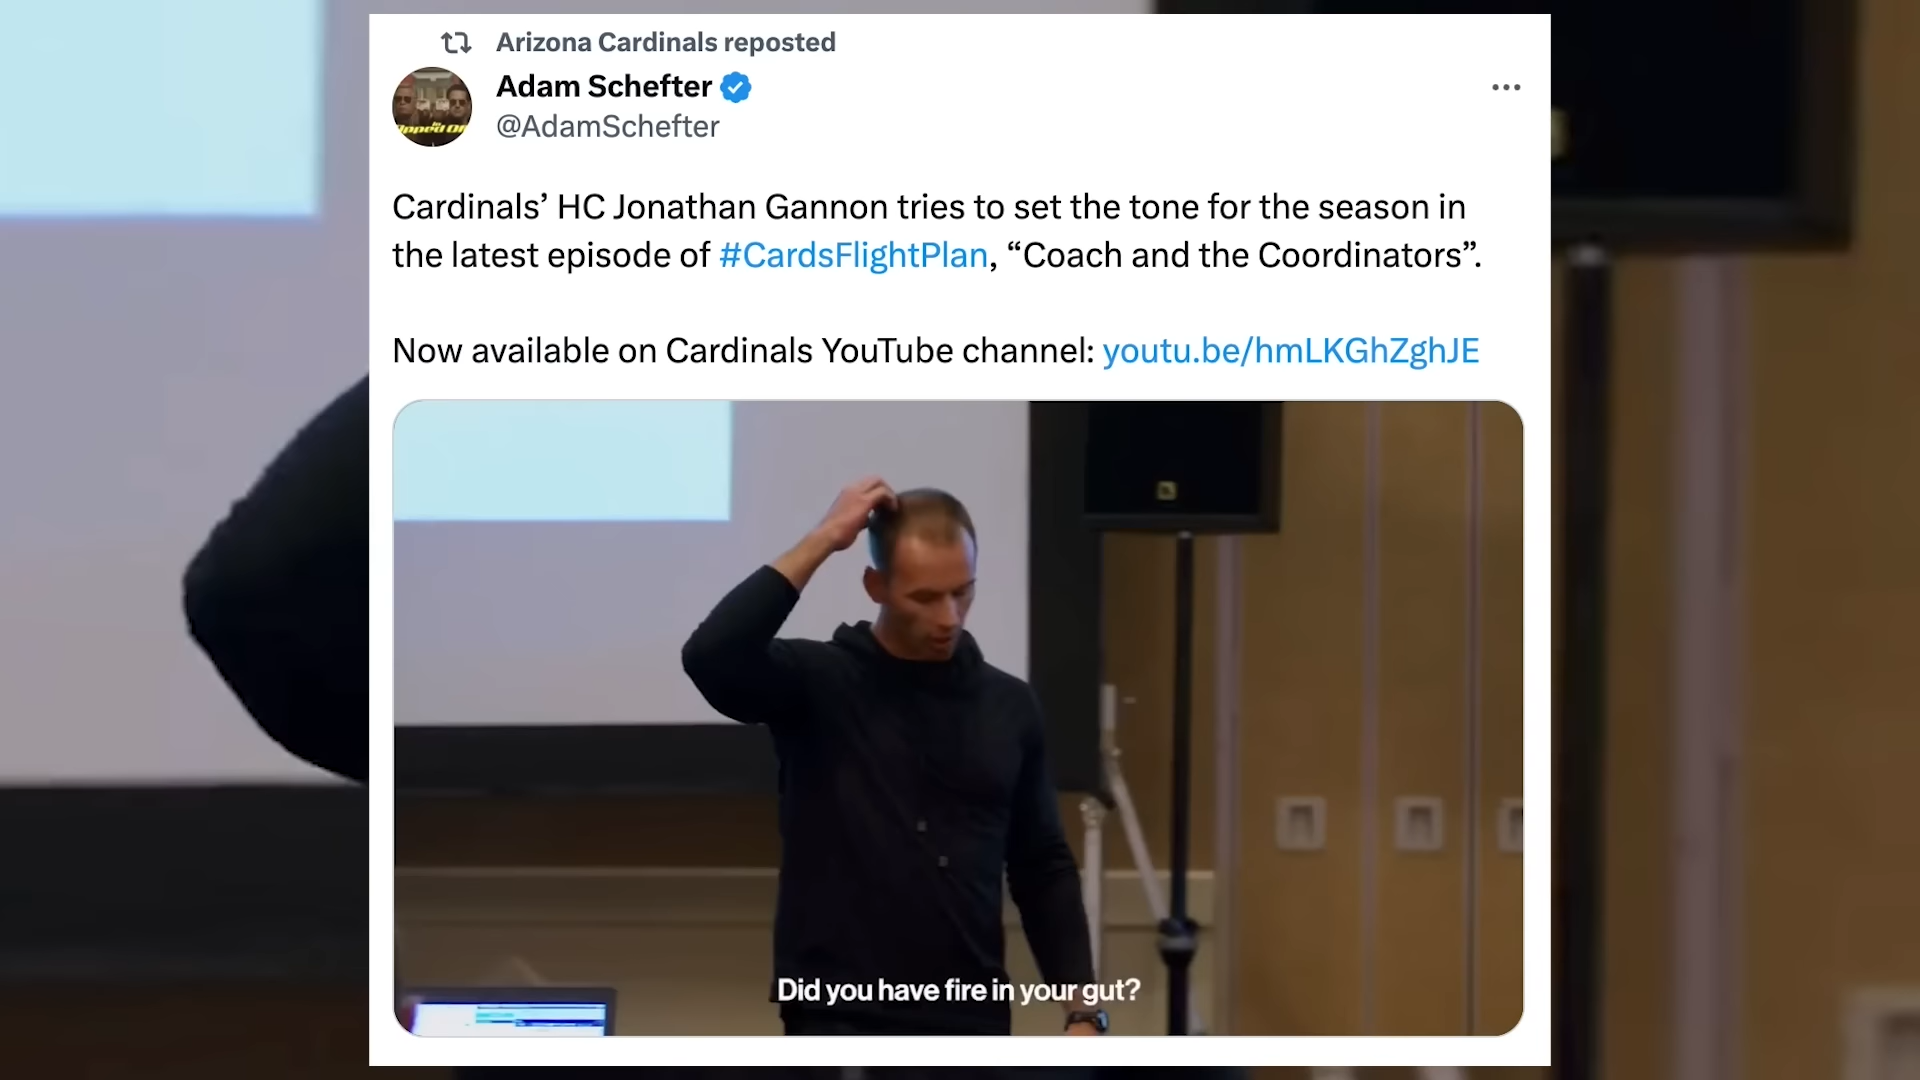 Arizona Cardinals reposted
Adam Schefter
@AdamSchefter
Cardinals’ HC Jonathan Gannon tries to set the tone for the season in
the latest episode of #CardsFlightPlan, “Coach and the Coordinators”.
Now available on Cardinals YouTube channel: youtu.be/hmLKGhZghJE
Did you have fire in your gut?